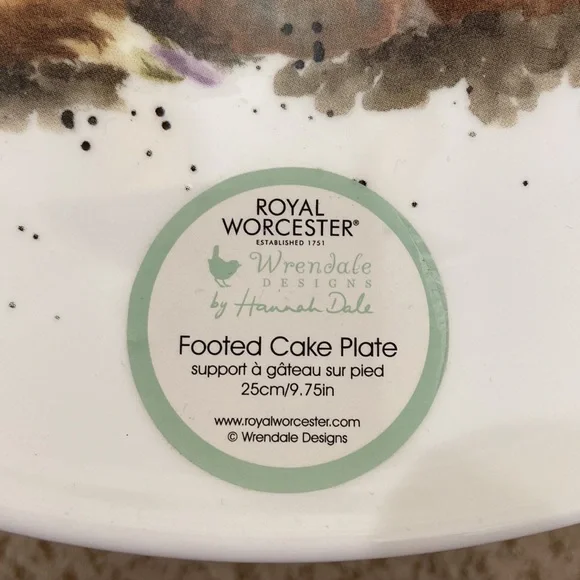 ROYAL
WORCESTER®
ESTABLISHED 1751
Wrendale
DESIGNS
by Hannah Dale
Footed Cake Plate
support à gâteau sur pied
25cm/9.75in
www.royalworcester.com
© Wrendale Designs